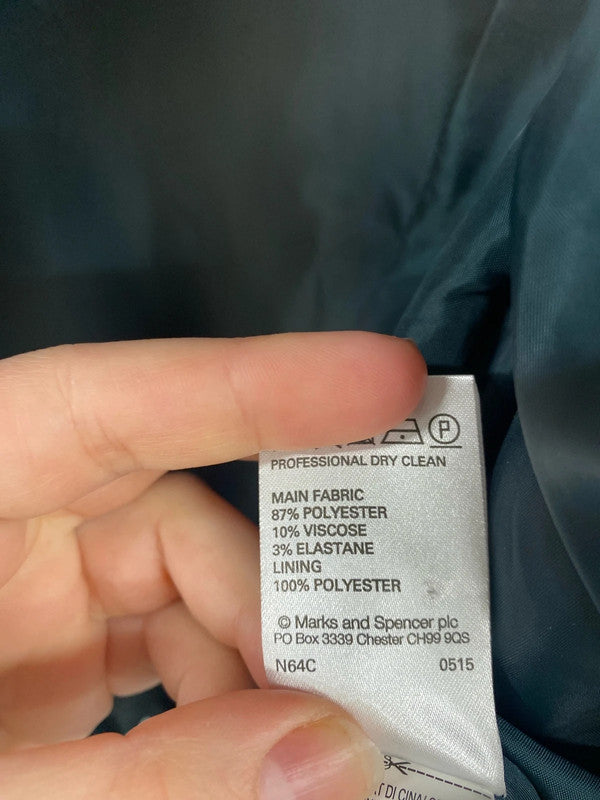 P
PROFESSIONAL DRY CLEAN
MAIN FABRIC
87% POLYESTER
10% VISCOSE
3% ELASTANE
LINING
100% POLYESTER
© Marks and Spencer plc
PO Box 3339 Chester CH99 9QS
N64C 0515